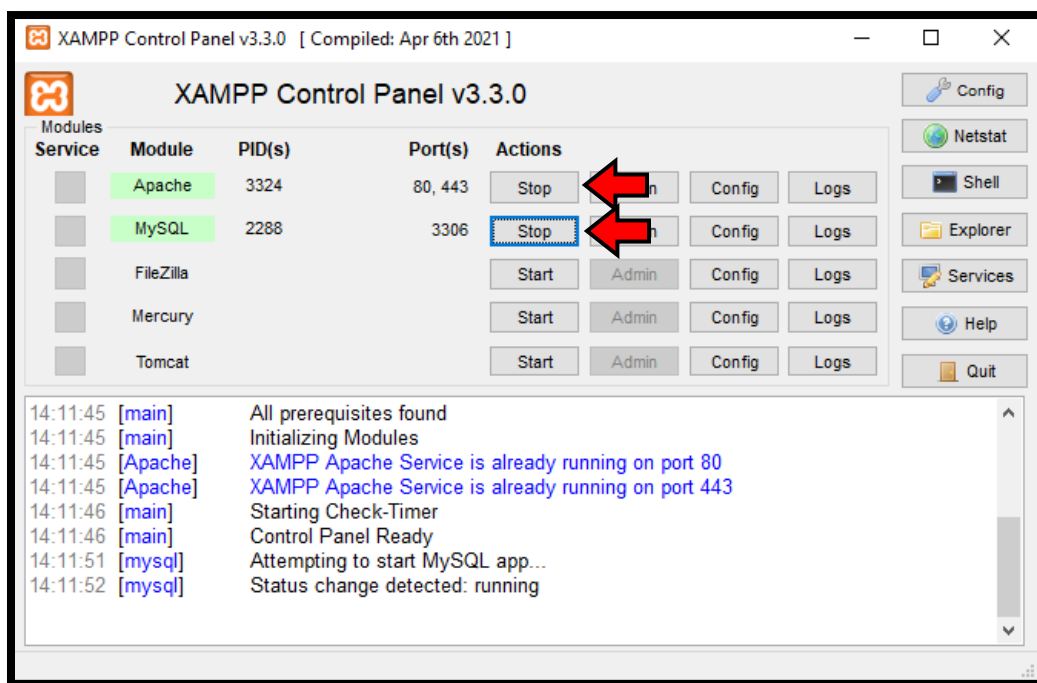 XAMPP Control Panel v3.3.0 [ Compiled: Apr 6th 2021 ]
XAMPP Control Panel v3.3.0
Config
Modules
Service Module PID(s) Port(s) Actions
Netstat
Apache 3324 80, 443 Stop Config Logs
Shell
MySQL 2288 3306 Stop Config Logs
Explorer
FileZilla Start Admin Config Logs
Services
Mercury Start Admin Config Logs
Help
Tomcat Start Admin Config Logs
Quit
14:11:45 [main] All prerequisites found
14:11:45 [main] Initializing Modules
14:11:45 [Apache] XAMPP Apache Service is already running on port 80
14:11:45 [Apache] XAMPP Apache Service is already running on port 443
14:11:46 [main] Starting Check-Timer
14:11:46 [main] Control Panel Ready
14:11:51 [mysql] Attempting to start MySQL app...
14:11:52 [mysql] Status change detected: running